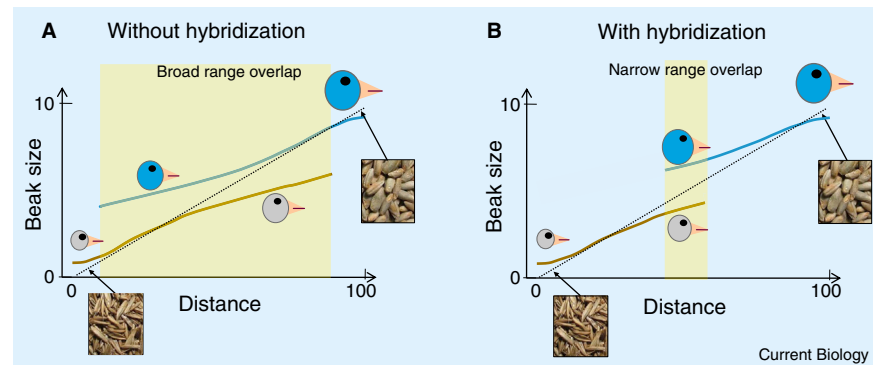 A
Without hybridization
Broad range overlap
10
Beak size
0
0
Distance
100
B
With hybridization
Narrow range overlap
10
Beak size
0
0
Distance
100
Current Biology